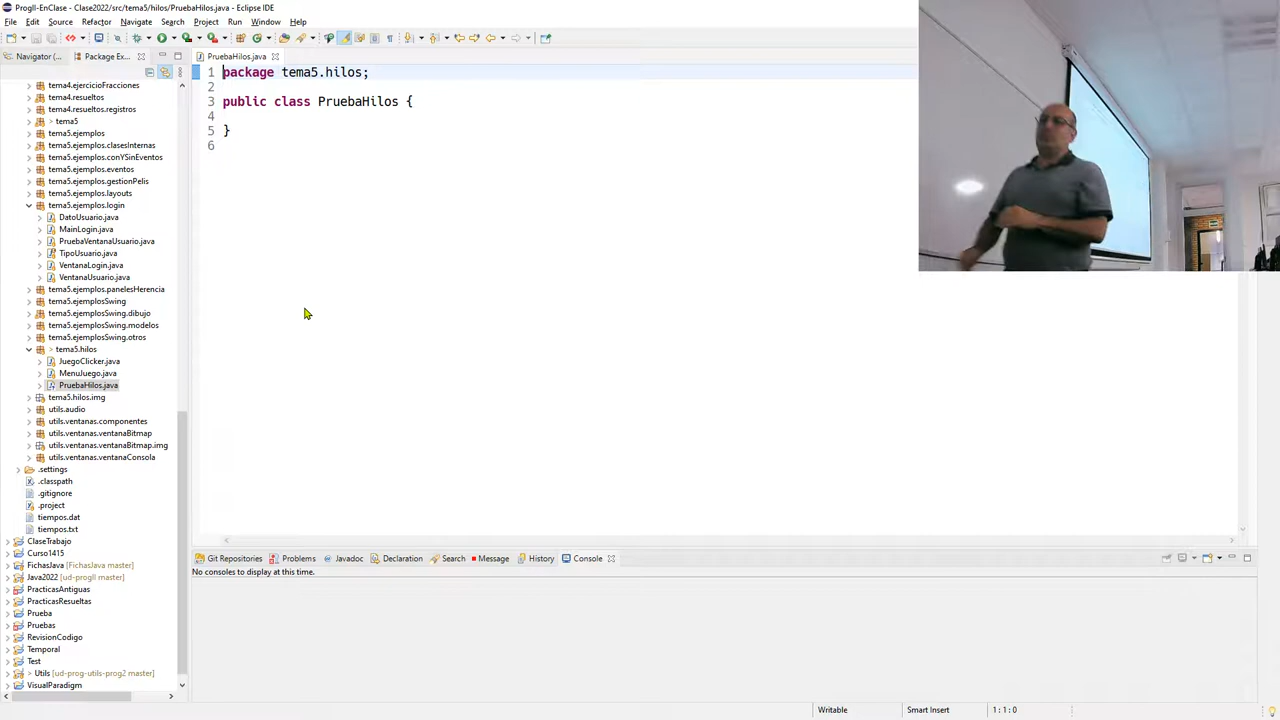 ProgII-EnClase - Clase2022/src/tema5/hilos/PruebaHilos.java - Eclipse IDE
File Edit Source Refactor Navigate Search Project Run Window Help
Navigator (... Package Ex...
PruebaHilos.java
tema4.ejercicioFracciones
tema4.resueltos
tema4.resueltos.registros
> tema5
tema5.ejemplos
tema5.ejemplos.clasesInternas
tema5.ejemplos.conYSinEventos
tema5.ejemplos.eventos
tema5.ejemplos.gestionPelis
tema5.ejemplos.layouts
tema5.ejemplos.login
DatoUsuario.java
MainLogin.java
PruebaVentanaUsuario.java
TipoUsuario.java
VentanaLogin.java
VentanaUsuario.java
tema5.ejemplos.panelesHerencia
tema5.ejemplosSwing
tema5.ejemplosSwing.dibujo
tema5.ejemplosSwing.modelos
tema5.ejemplosSwing.otros
> tema5.hilos
JuegoClicker.java
MenuJuego.java
PruebaHilos.java
tema5.hilos.img
utils.audio
utils.ventanas.componentes
utils.ventanas.ventanaBitmap
utils.ventanas.ventanaBitmap.img
utils.ventanas.ventanaConsola
.settings
.classpath
.gitignore
.project
tiempos.dat
tiempos.txt
ClaseTrabajo
Curso1415
FichasJava [FichasJava master]
Java2022 [ud-progII master]
PracticasAntiguas
PracticasResueltas
Prueba
Pruebas
RevisionCodigo
Temporal
Test
> Utils [ud-prog-utils-prog2 master]
VisualParadigm
1 package tema5.hilos;
2
3 public class PruebaHilos {
4
5 }
6
Git Repositories Problems Javadoc Declaration Search Message History Console
No consoles to display at this time.
Writable Smart Insert 1 : 1 : 0